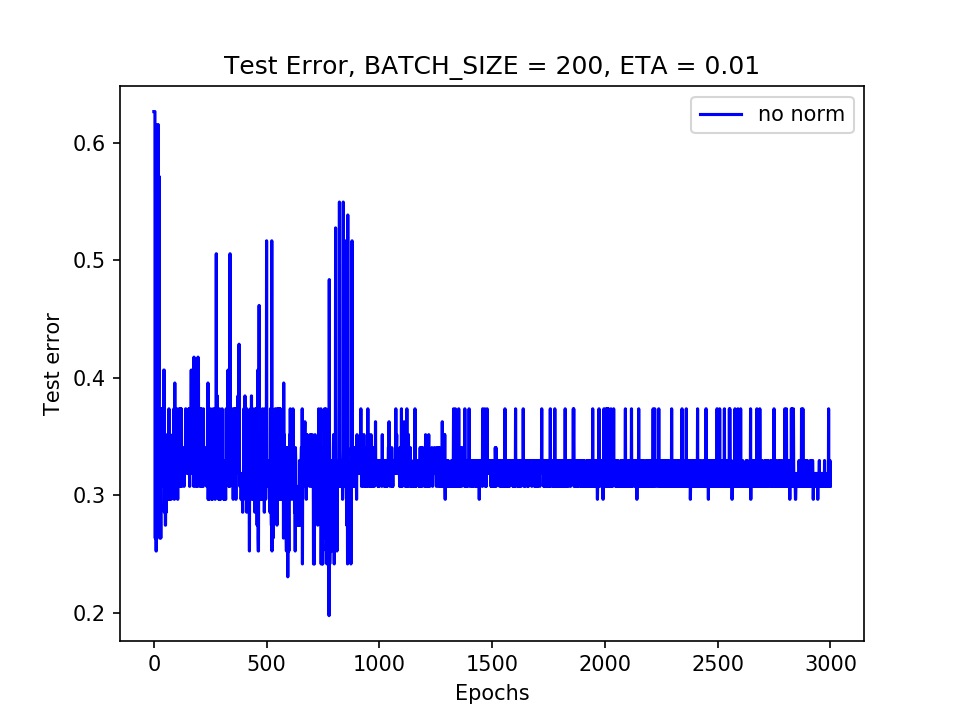 Test Error, BATCH_SIZE = 200, ETA = 0.01
no norm
0.6
0.5
0.4
0.3
0.2
Test error
0 500 1000 1500 2000 2500 3000
Epochs